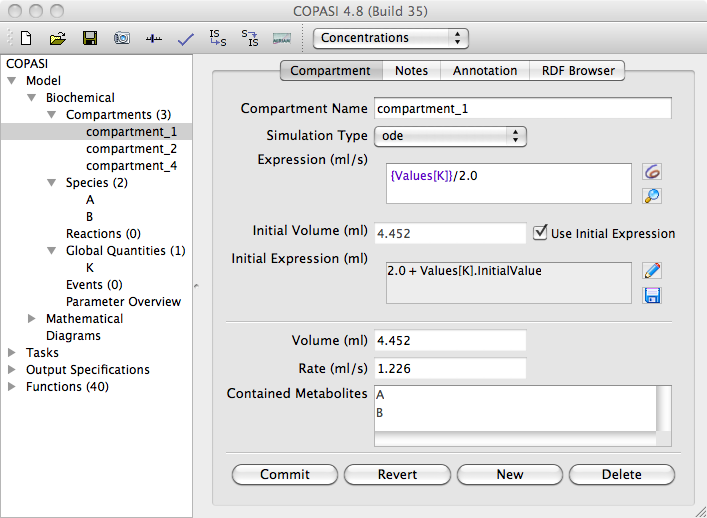 COPASI 4.8 (Build 35)
IS S
S IS
Concentrations
COPASI
Model
Biochemical
Compartments (3)
compartment_1
compartment_2
compartment_4
Species (2)
A
B
Reactions (0)
Global Quantities (1)
K
Events (0)
Parameter Overview
Mathematical
Diagrams
Tasks
Output Specifications
Functions (40)
Compartment Notes Annotation RDF Browser
Compartment Name compartment_1
Simulation Type ode
Expression (ml/s)
{Values[K]}/2.0
Initial Volume (ml) 4.452 Use Initial Expression
Initial Expression (ml)
2.0 + Values[K].InitialValue
Volume (ml) 4.452
Rate (ml/s) 1.226
Contained Metabolites A
B
Commit Revert New Delete